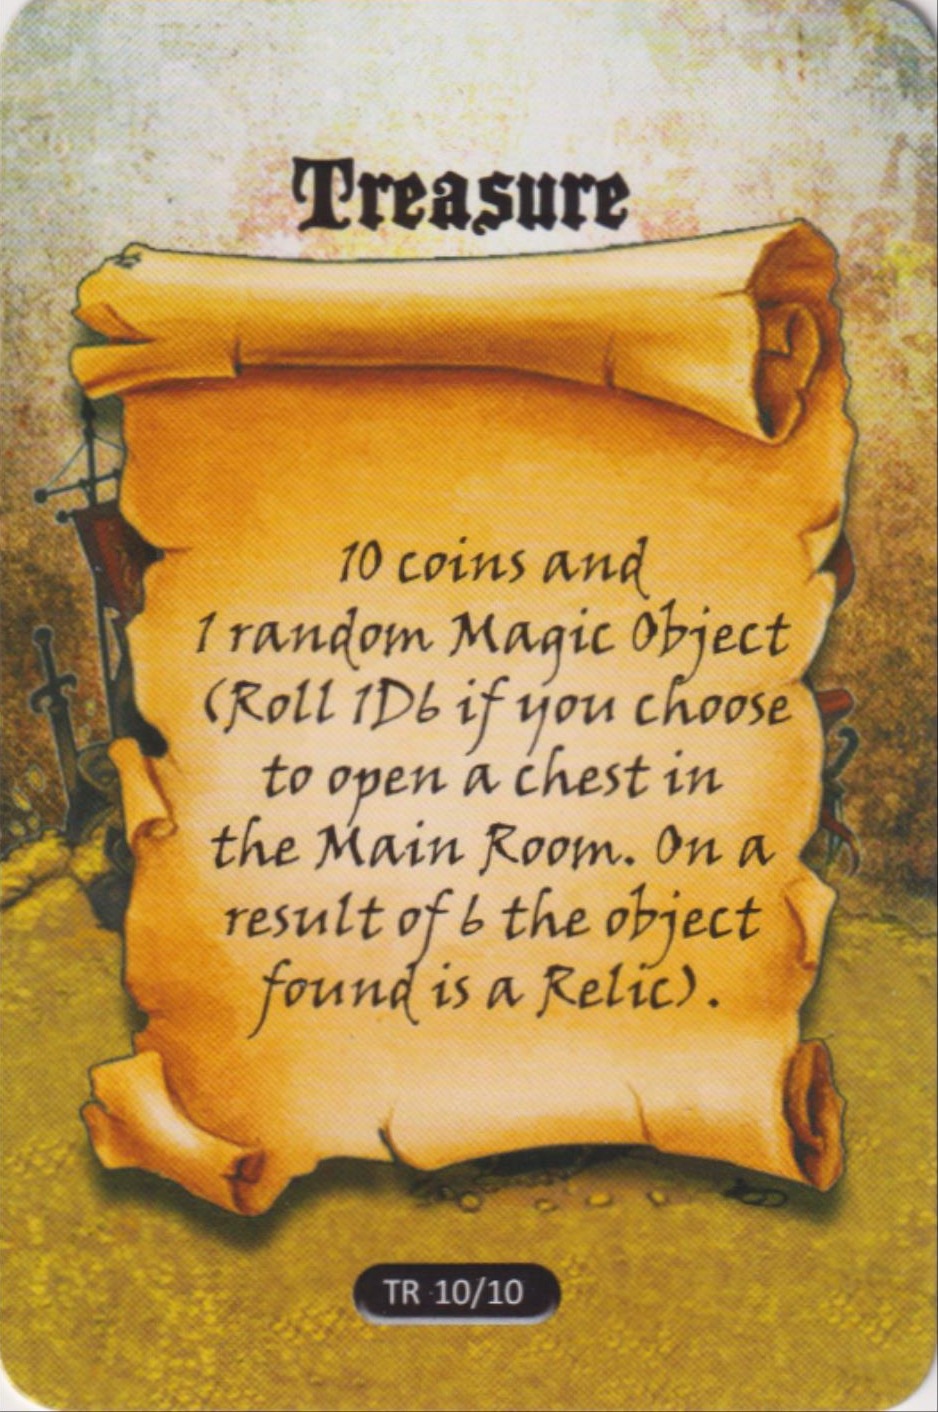 Treasure
10 coins and
1 random Magic Object
(Roll 1D6 if you choose
to open a chest in
the Main Room. On a
result of 6 the object
found is a Relic).
TR 10/10